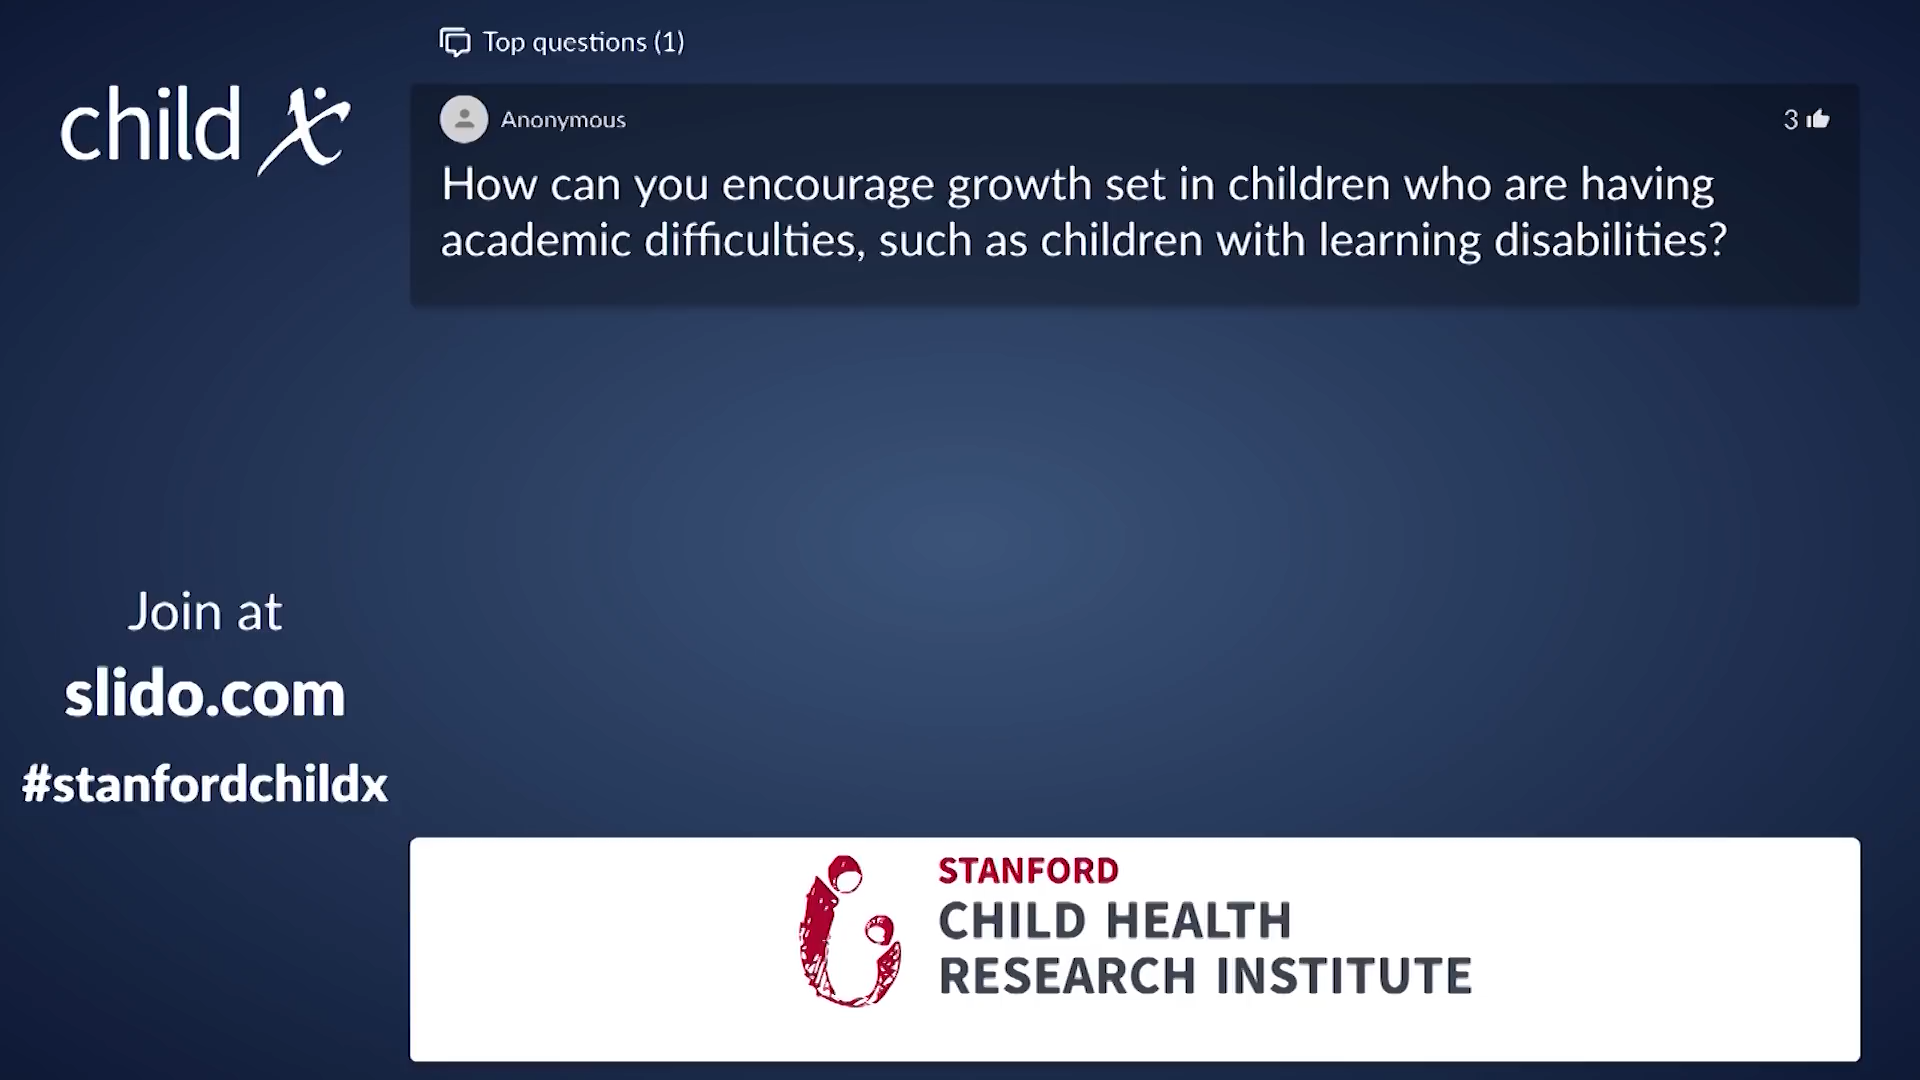 Top questions (1)
child x
Anonymous
3
How can you encourage growth set in children who are having
academic difficulties, such as children with learning disabilities?
Join at
slido.com
#stanfordchildx
STANFORD
CHILD HEALTH
RESEARCH INSTITUTE